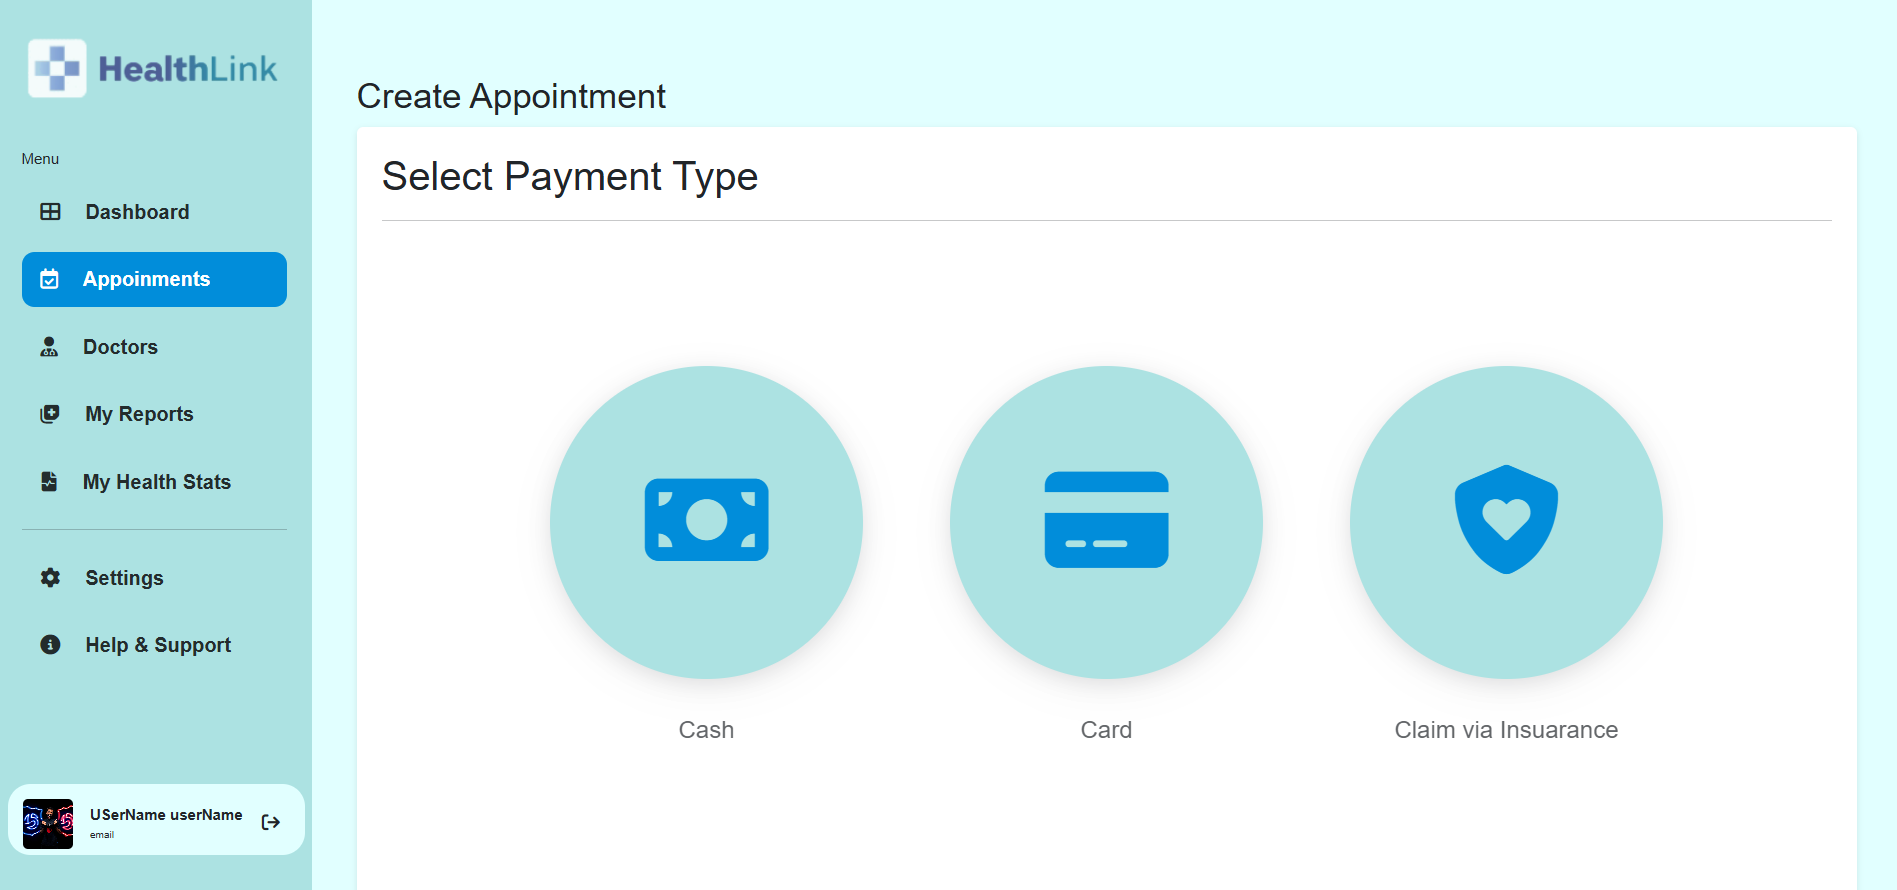 HealthLink
Menu
Dashboard
Appoinments
Doctors
My Reports
My Health Stats
Settings
Help & Support
USerName userName
email
Create Appointment
Select Payment Type
Cash
Card
Claim via Insuarance